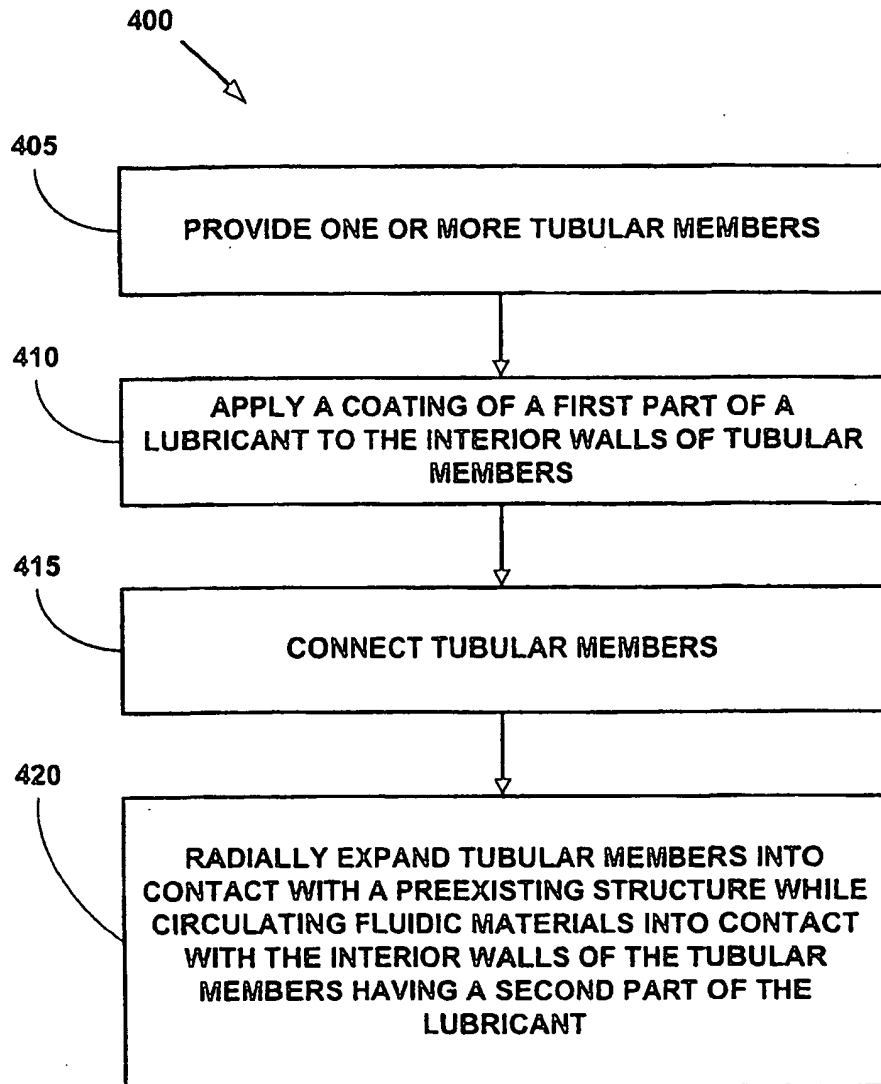 400
405
PROVIDE ONE OR MORE TUBULAR MEMBERS
410
APPLY A COATING OF A FIRST PART OF A
LUBRICANT TO THE INTERIOR WALLS OF TUBULAR
MEMBERS
415
CONNECT TUBULAR MEMBERS
420
RADIALLY EXPAND TUBULAR MEMBERS INTO
CONTACT WITH A PREEXISTING STRUCTURE WHILE
CIRCULATING FLUIDIC MATERIALS INTO CONTACT
WITH THE INTERIOR WALLS OF THE TUBULAR
MEMBERS HAVING A SECOND PART OF THE
LUBRICANT